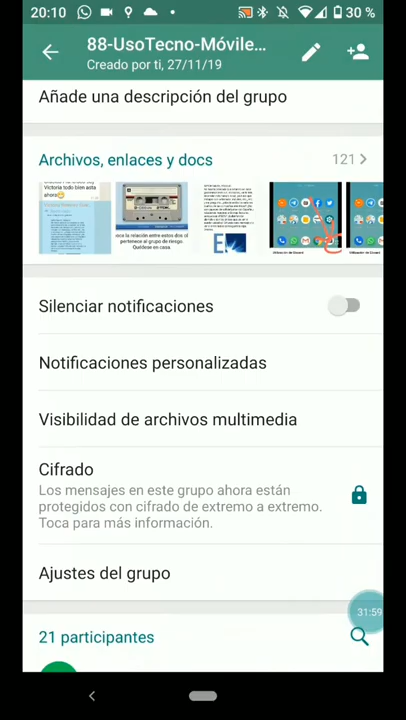 20:10
30 %
88-UsoTecno-Móvile...
Creado por ti, 27/11/19
Añade una descripción del grupo
Archivos, enlaces y docs
121
Silenciar notificaciones
Notificaciones personalizadas
Visibilidad de archivos multimedia
Cifrado
Los mensajes en este grupo ahora están
protegidos con cifrado de extremo a extremo.
Toca para más información.
Ajustes del grupo
31:59
21 participantes